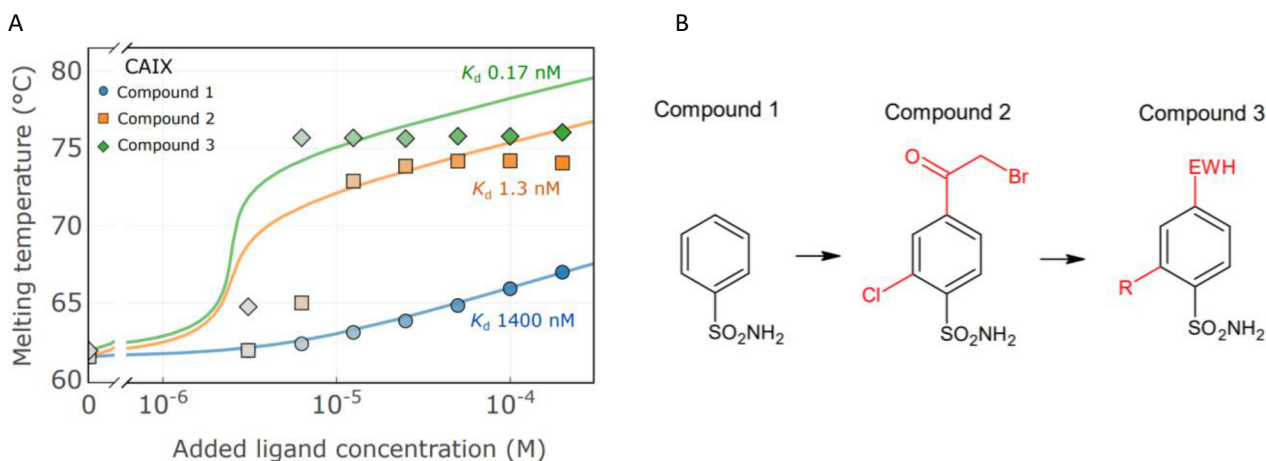 A
B
80
75
70
65
60
Melting temperature (°C)
CAIX
Compound 1
Compound 2
Compound 3
Kd 0.17 nM
Kd 1.3 nM
Kd 1400 nM
0
10⁻⁶
10⁻⁵
10⁻⁴
Added ligand concentration (M)
Compound 1
SO₂NH₂
Compound 2
O
Br
Cl
SO₂NH₂
Compound 3
EWH
R
SO₂NH₂